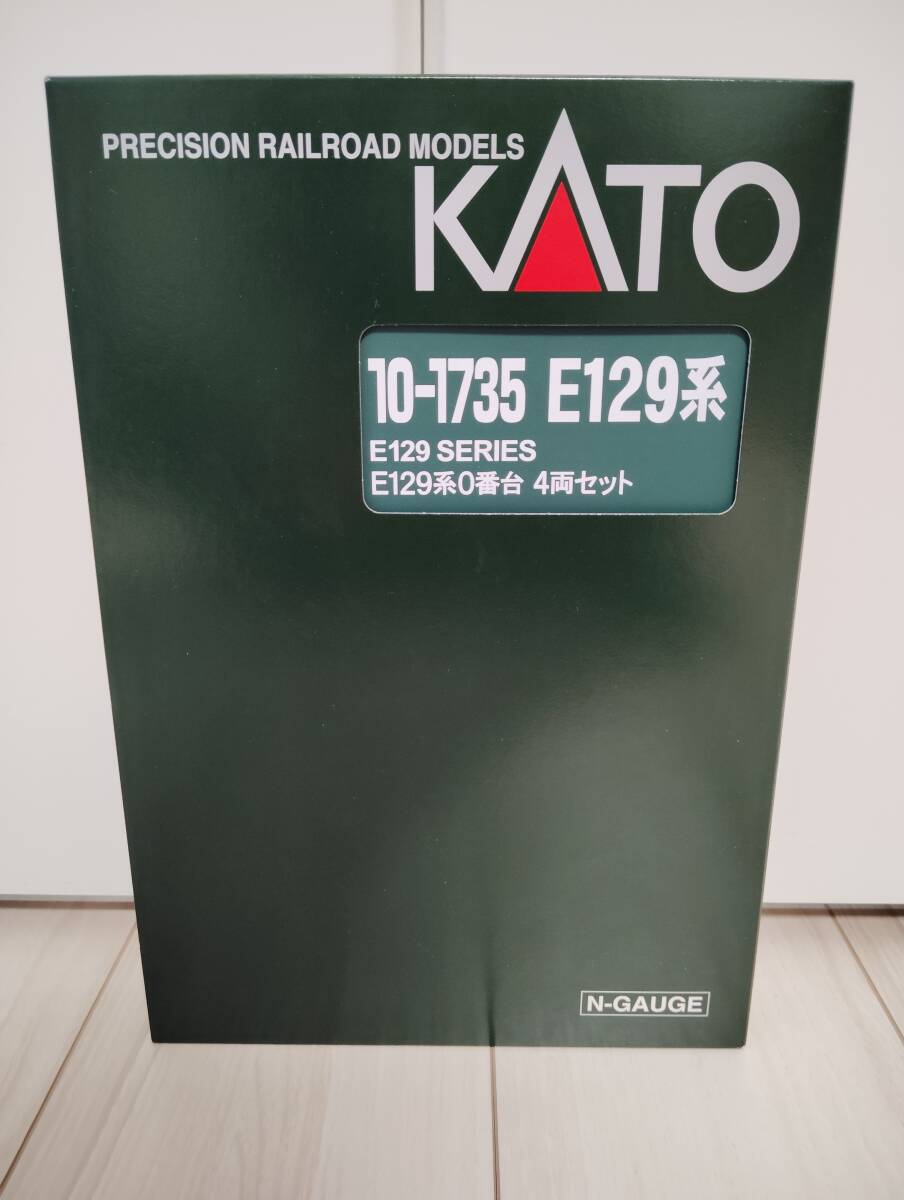 PRECISION RAILROAD MODELS
KATO
10-1735 E129系
E129 SERIES
E129系0番台 4両セット
N-GAUGE